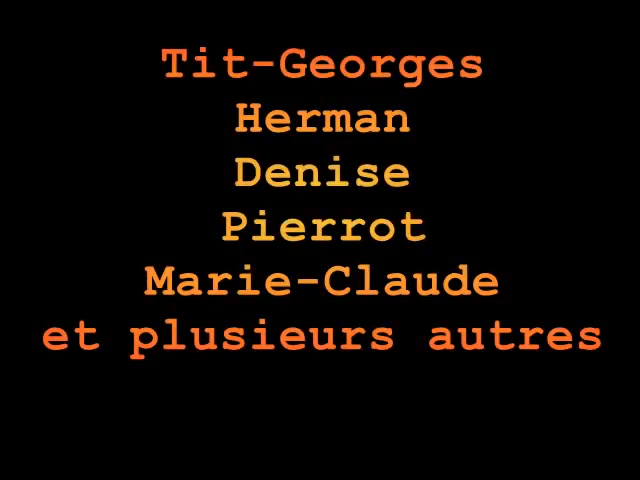 Tit-Georges
Herman
Denise
Pierrot
Marie-Claude
et plusieurs autres